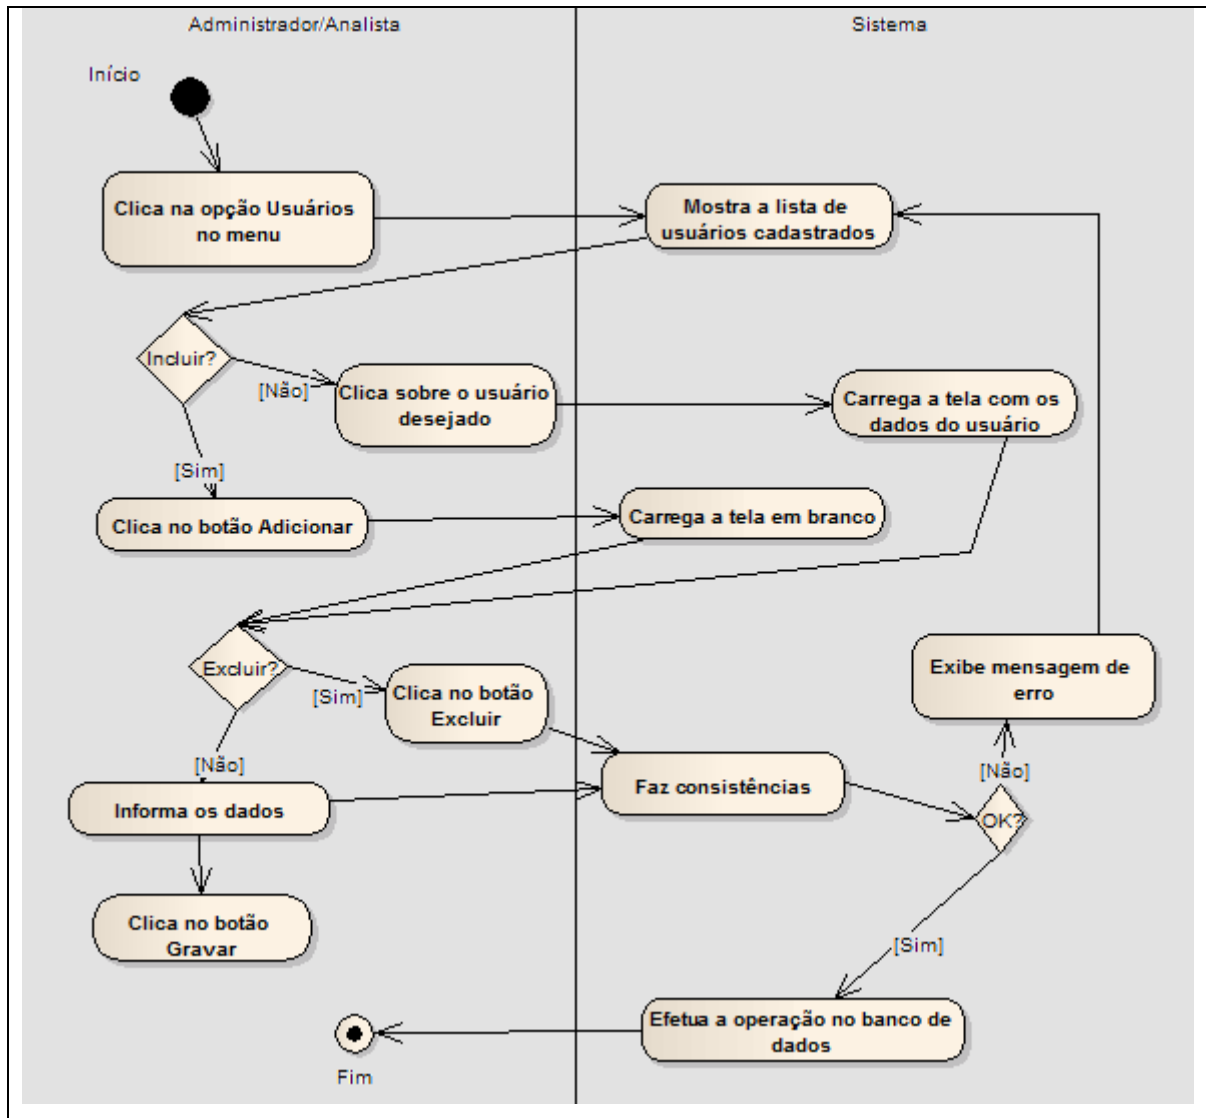 Administrador/Analista
Sistema
Início
Clica na opção Usuários
no menu
Mostra a lista de
usuários cadastrados
Incluir?
[Não]
Clica sobre o usuário
desejado
Carrega a tela com os
dados do usuário
[Sim]
Clica no botão Adicionar
Carrega a tela em branco
Excluir?
[Sim]
Clica no botão
Excluir
Exibe mensagem de
erro
[Não]
Informa os dados
Faz consistências
[Não]
OK?
Clica no botão
Gravar
[Sim]
Efetua a operação no banco de
dados
Fim